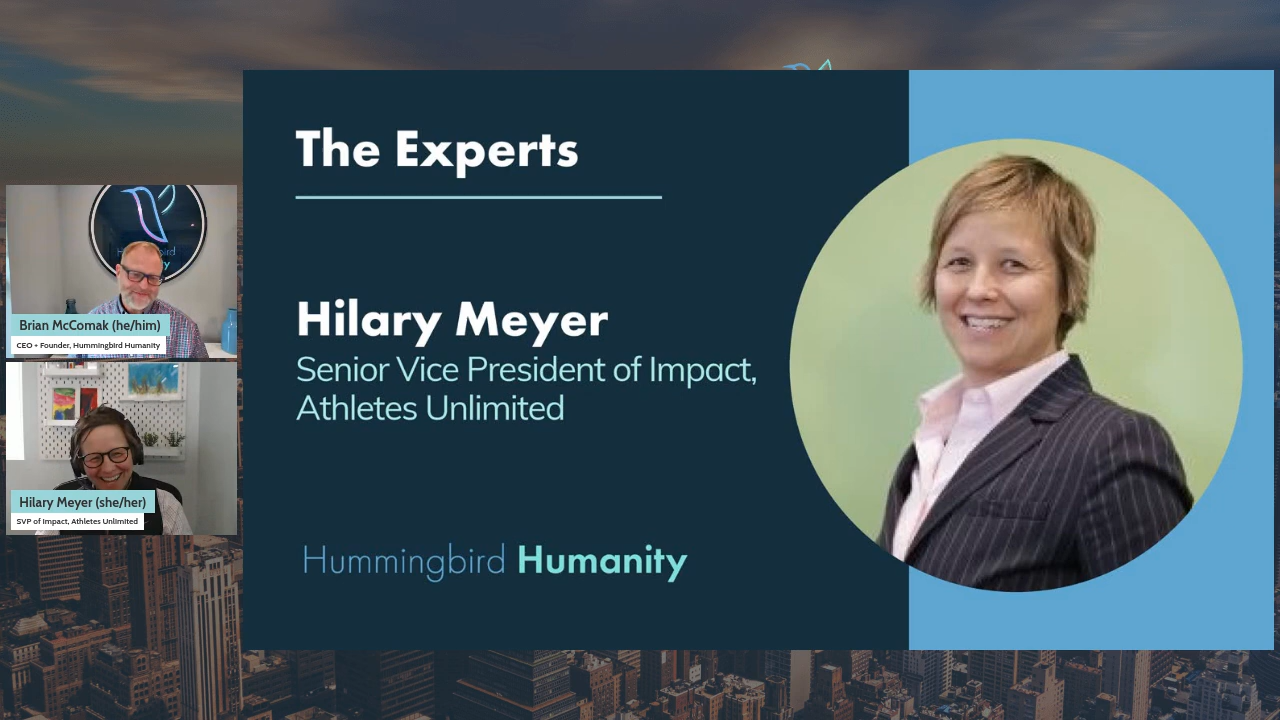 The Experts
Hilary Meyer
Senior Vice President of Impact,
Athletes Unlimited
Hummingbird Humanity
Brian McComak (he/him)
CEO + Founder, Hummingbird Humanity
Hilary Meyer (she/her)
SVP of Impact, Athletes Unlimited